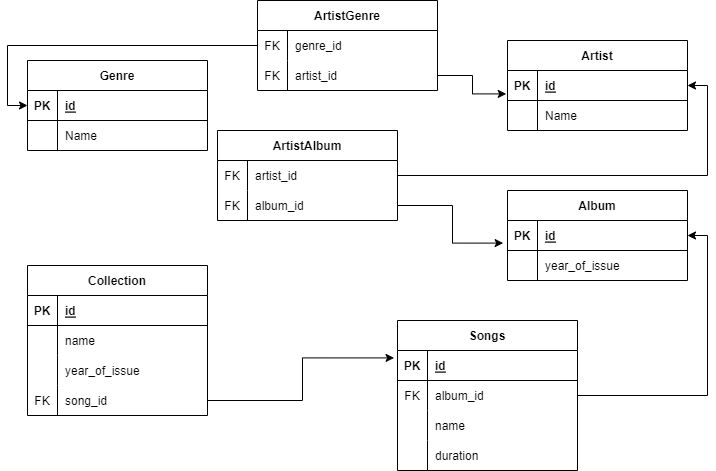 ArtistGenre
FK genre_id
FK artist_id
Genre
PK id
Name
Artist
PK id
Name
ArtistAlbum
FK artist_id
FK album_id
Album
PK id
year_of_issue
Collection
PK id
name
year_of_issue
FK song_id
Songs
PK id
FK album_id
name
duration